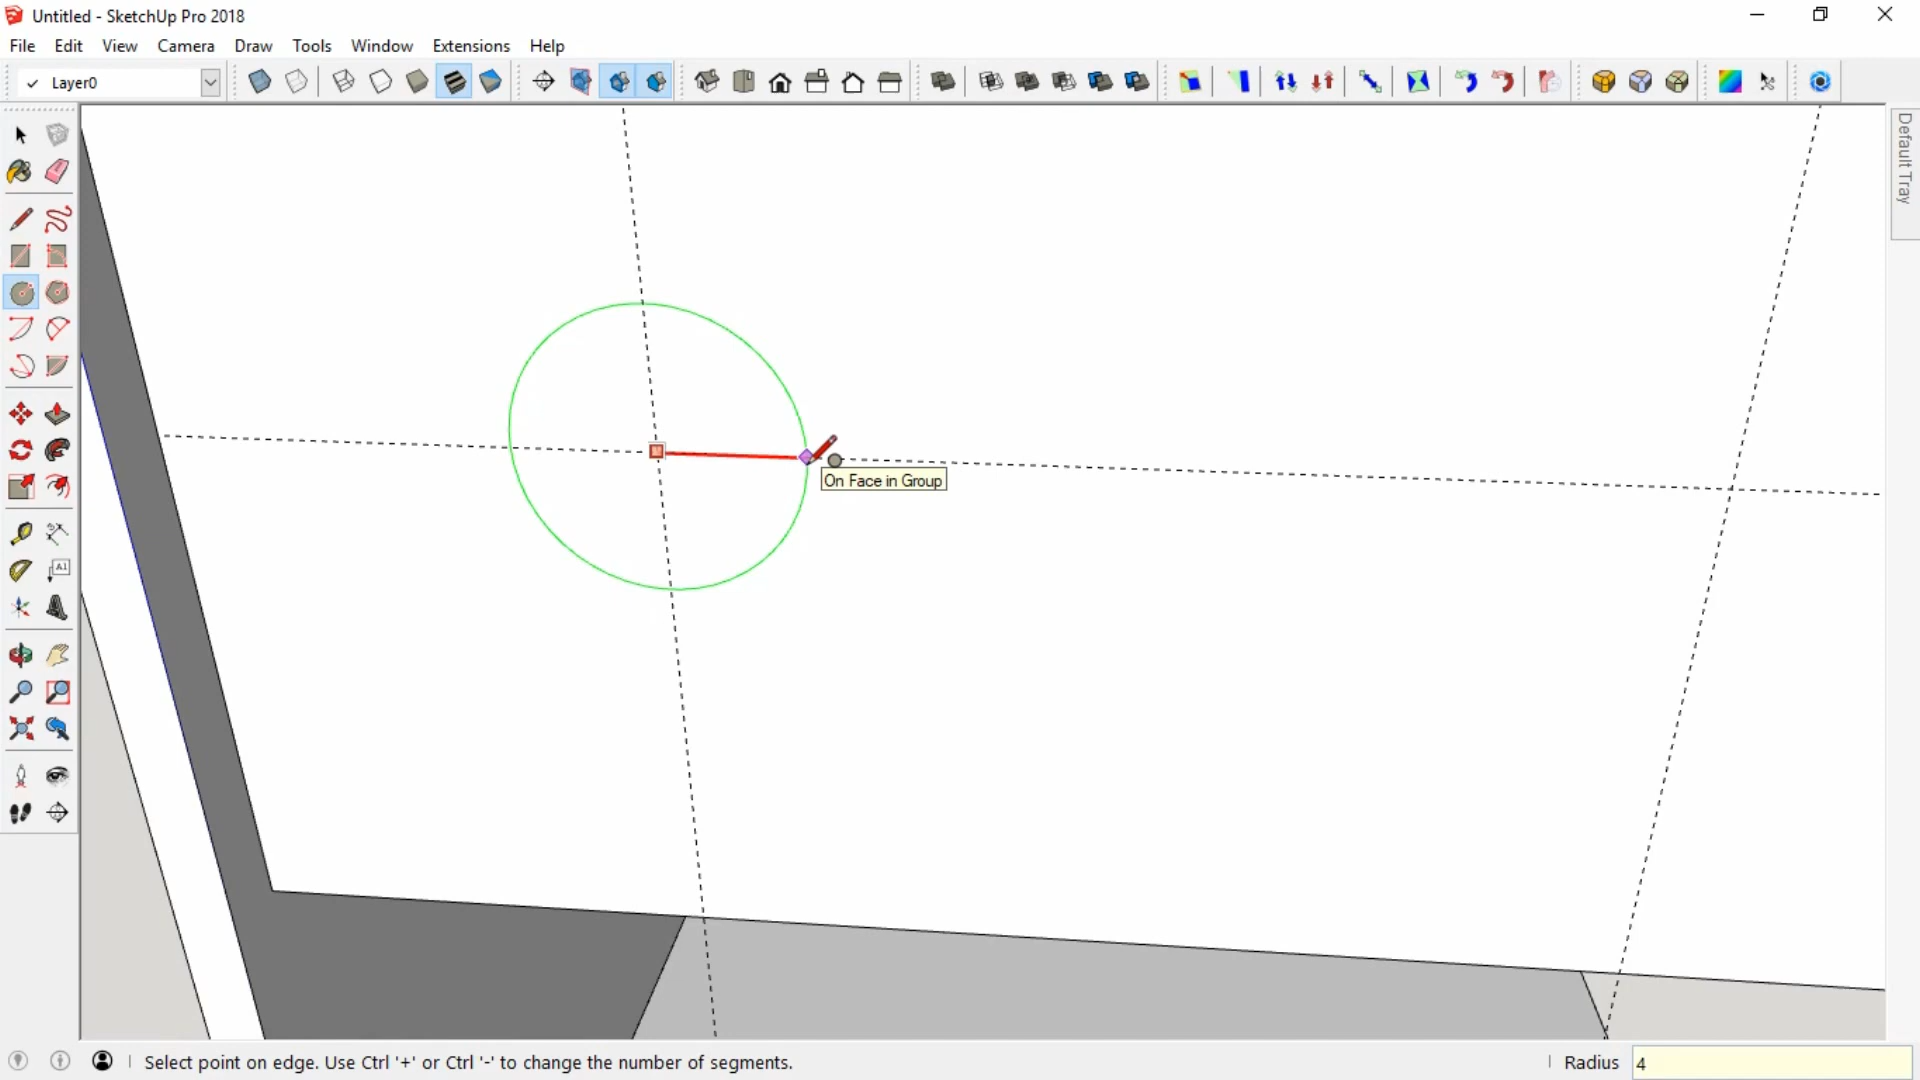 Untitled - SketchUp Pro 2018
File Edit View Camera Draw Tools Window Extensions Help
Layer0
Default Tray
A1
On Face in Group
Select point on edge. Use Ctrl '+' or Ctrl '-' to change the number of segments.
Radius 4